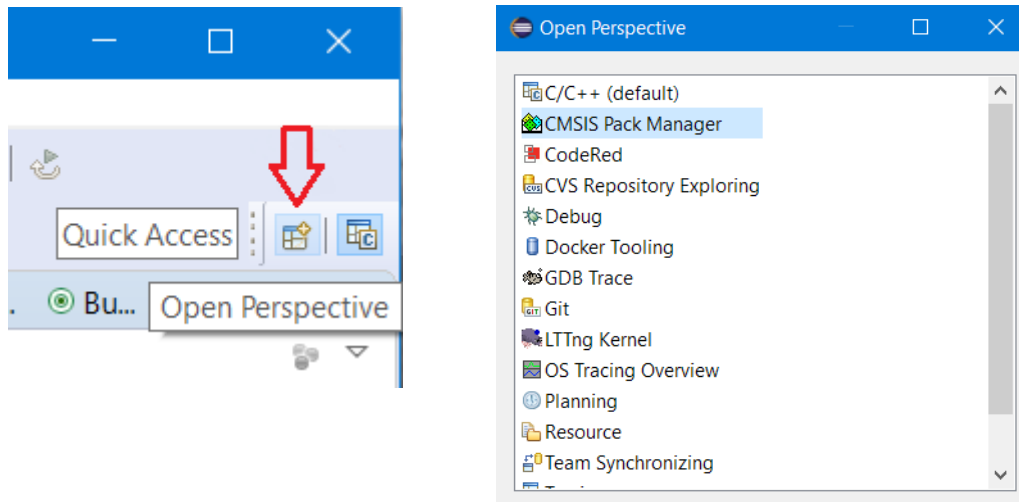 Quick Access
Bu...
Open Perspective
Open Perspective
C/C++ (default)
CMSIS Pack Manager
CodeRed
CVS Repository Exploring
Debug
Docker Tooling
GDB Trace
Git
LTTng Kernel
OS Tracing Overview
Planning
Resource
Team Synchronizing